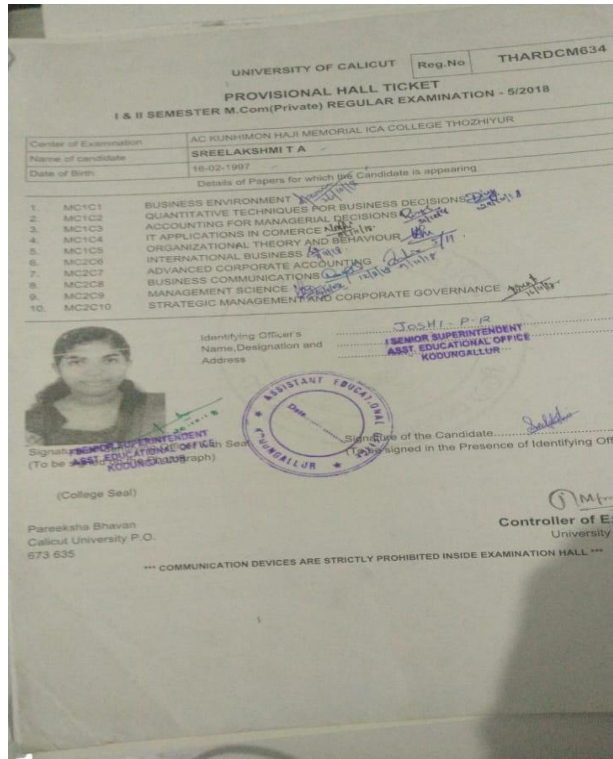 UNIVERSITY OF CALICUT Reg.No THARDCM634
PROVISIONAL HALL TICKET
I & II SEMESTER M.Com(Private) REGULAR EXAMINATION - 5/2018
Center of Examination AC KUNHIMON HAJI MEMORIAL ICA COLLEGE THOZHIYUR
Name of candidate SREELAKSHMI T A
Date of Birth 16-02-1997
Details of Papers for which the Candidate is appearing
1. MC1C1 BUSINESS ENVIRONMENT
2. MC1C2 QUANTITATIVE TECHNIQUES FOR BUSINESS DECISIONS
3. MC1C3 ACCOUNTING FOR MANAGERIAL DECISIONS
4. MC1C4 IT APPLICATIONS IN COMERCE
5. MC1C5 ORGANIZATIONAL THEORY AND BEHAVIOUR
6. MC2C6 INTERNATIONAL BUSINESS
7. MC2C7 ADVANCED CORPORATE ACCOUNTING
8. MC2C8 BUSINESS COMMUNICATIONS
9. MC2C9 MANAGEMENT SCIENCE
10. MC2C10 STRATEGIC MANAGEMENT AND CORPORATE GOVERNANCE
Identifying Officer's JOSHI - P-R
Name,Designation and SENIOR SUPERINTENDENT
Address ASST EDUCATIONAL OFFICE
KODUNGALLUR
ASSISTANT EDUCATIONAL
Date
KODUNGALLUR
SENIOR SUPERINTENDENT
ASST EDUCATIONAL OFFICE
KODUNGALLUR
Signature of the Candidate
(To be signed in the Presence of Identifying
(College Seal)
Pareeksha Bhavan
Calicut University P.O.
673 635
Controller of
University
*** COMMUNICATION DEVICES ARE STRICTLY PROHIBITED INSIDE EXAMINATION HALL ***